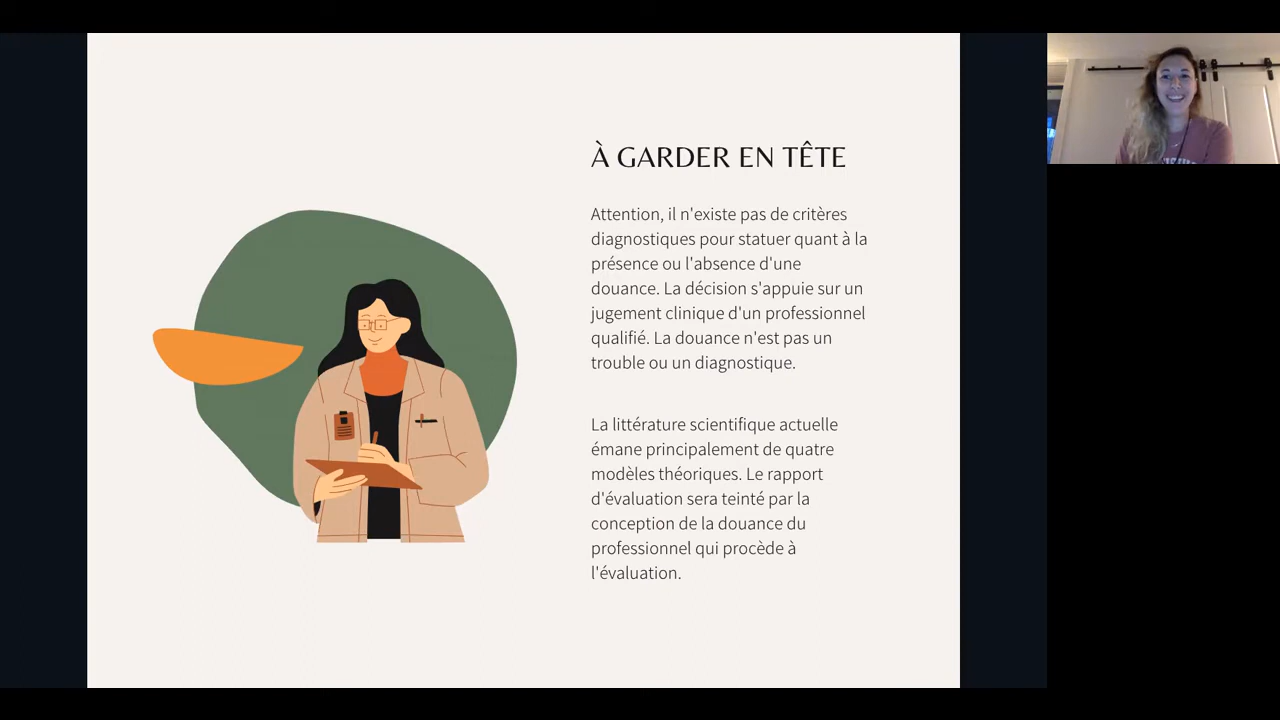 À GARDER EN TÊTE
Attention, il n'existe pas de critères
diagnostiques pour statuer quant à la
présence ou l'absence d'une
douance. La décision s'appuie sur un
jugement clinique d'un professionnel
qualifié. La douance n'est pas un
trouble ou un diagnostique.
La littérature scientifique actuelle
émane principalement de quatre
modèles théoriques. Le rapport
d'évaluation sera teinté par la
conception de la douance du
professionnel qui procède à
l'évaluation.